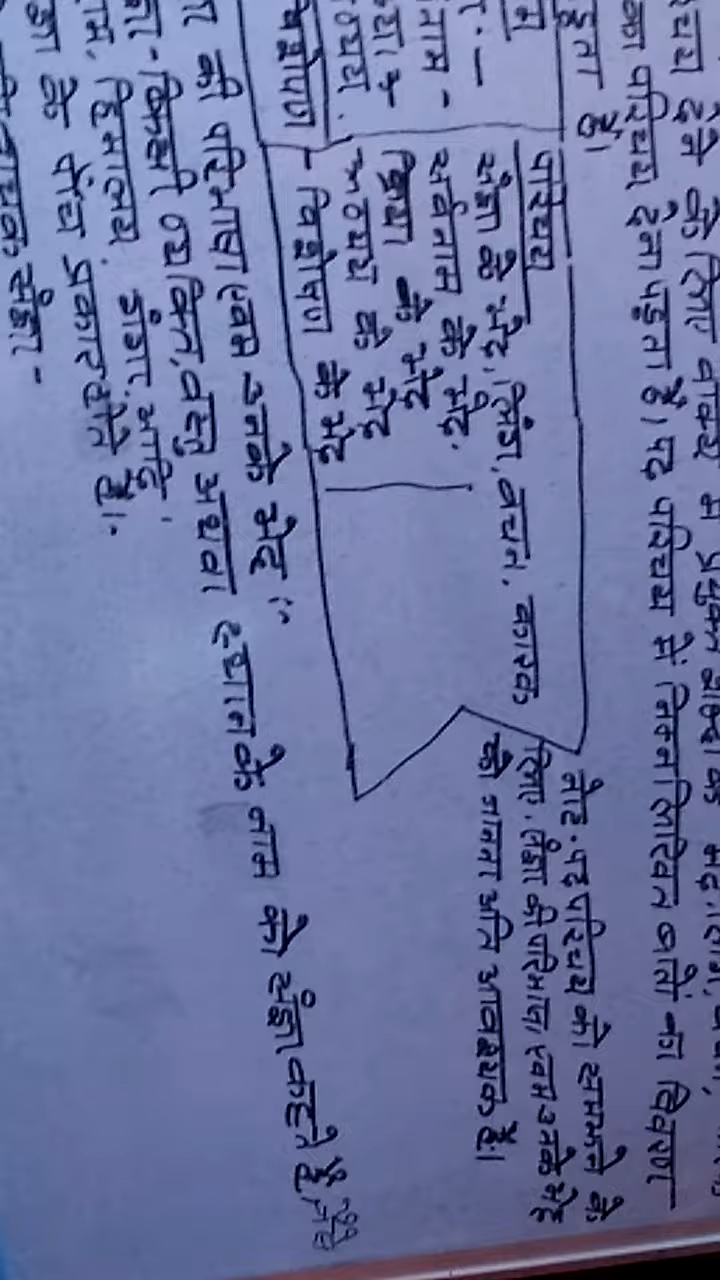 परिचय देने के लिए वाक्य में प्रयुक्त शब्दों के भेद, लिंग, वचन,
का परिचय देना पड़ता है। पद परिचय में निम्नलिखित बातों का विवरण
हैं।
परिचय
संज्ञा के भेद, लिंग, वचन, कारक
सर्वनाम के भेद,
क्रिया के भेद
अव्यय के भेद
विशेषण - विशेषण के भेद
नोट- पद परिचय को समझने के
लिए, संज्ञा की परिभाषा एवम उनके भेद
को जानना अति आवश्यक है।
की परिभाषा एवम उनके भेद"
किसी व्यक्ति, वस्तु अथवा स्थान के नाम को संज्ञा कहते हैं, जैसे
हिमालय, गंगा, आदि,
के पांच प्रकार होते हैं।-
संज्ञा -